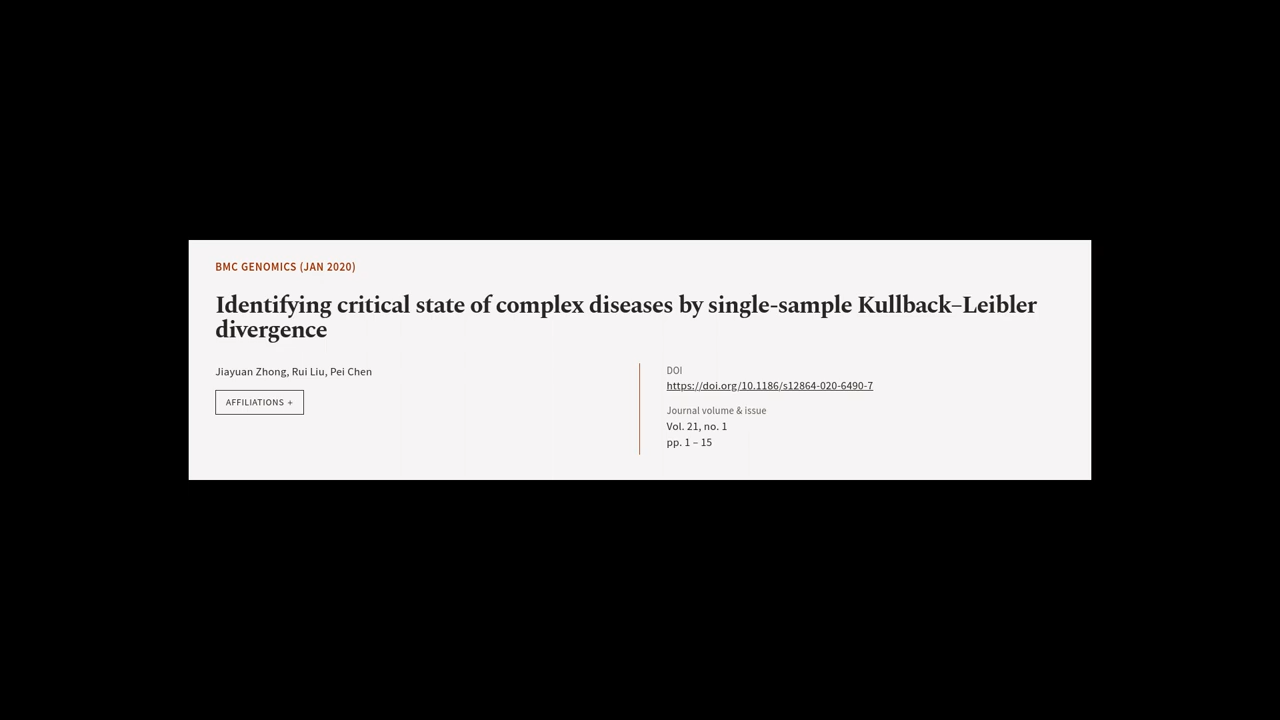 BMC GENOMICS (JAN 2020)
Identifying critical state of complex diseases by single-sample Kullback–Leibler
divergence
Jiayuan Zhong, Rui Liu, Pei Chen
AFFILIATIONS +
DOI
https://doi.org/10.1186/s12864-020-6490-7
Journal volume & issue
Vol. 21, no. 1
pp. 1 – 15